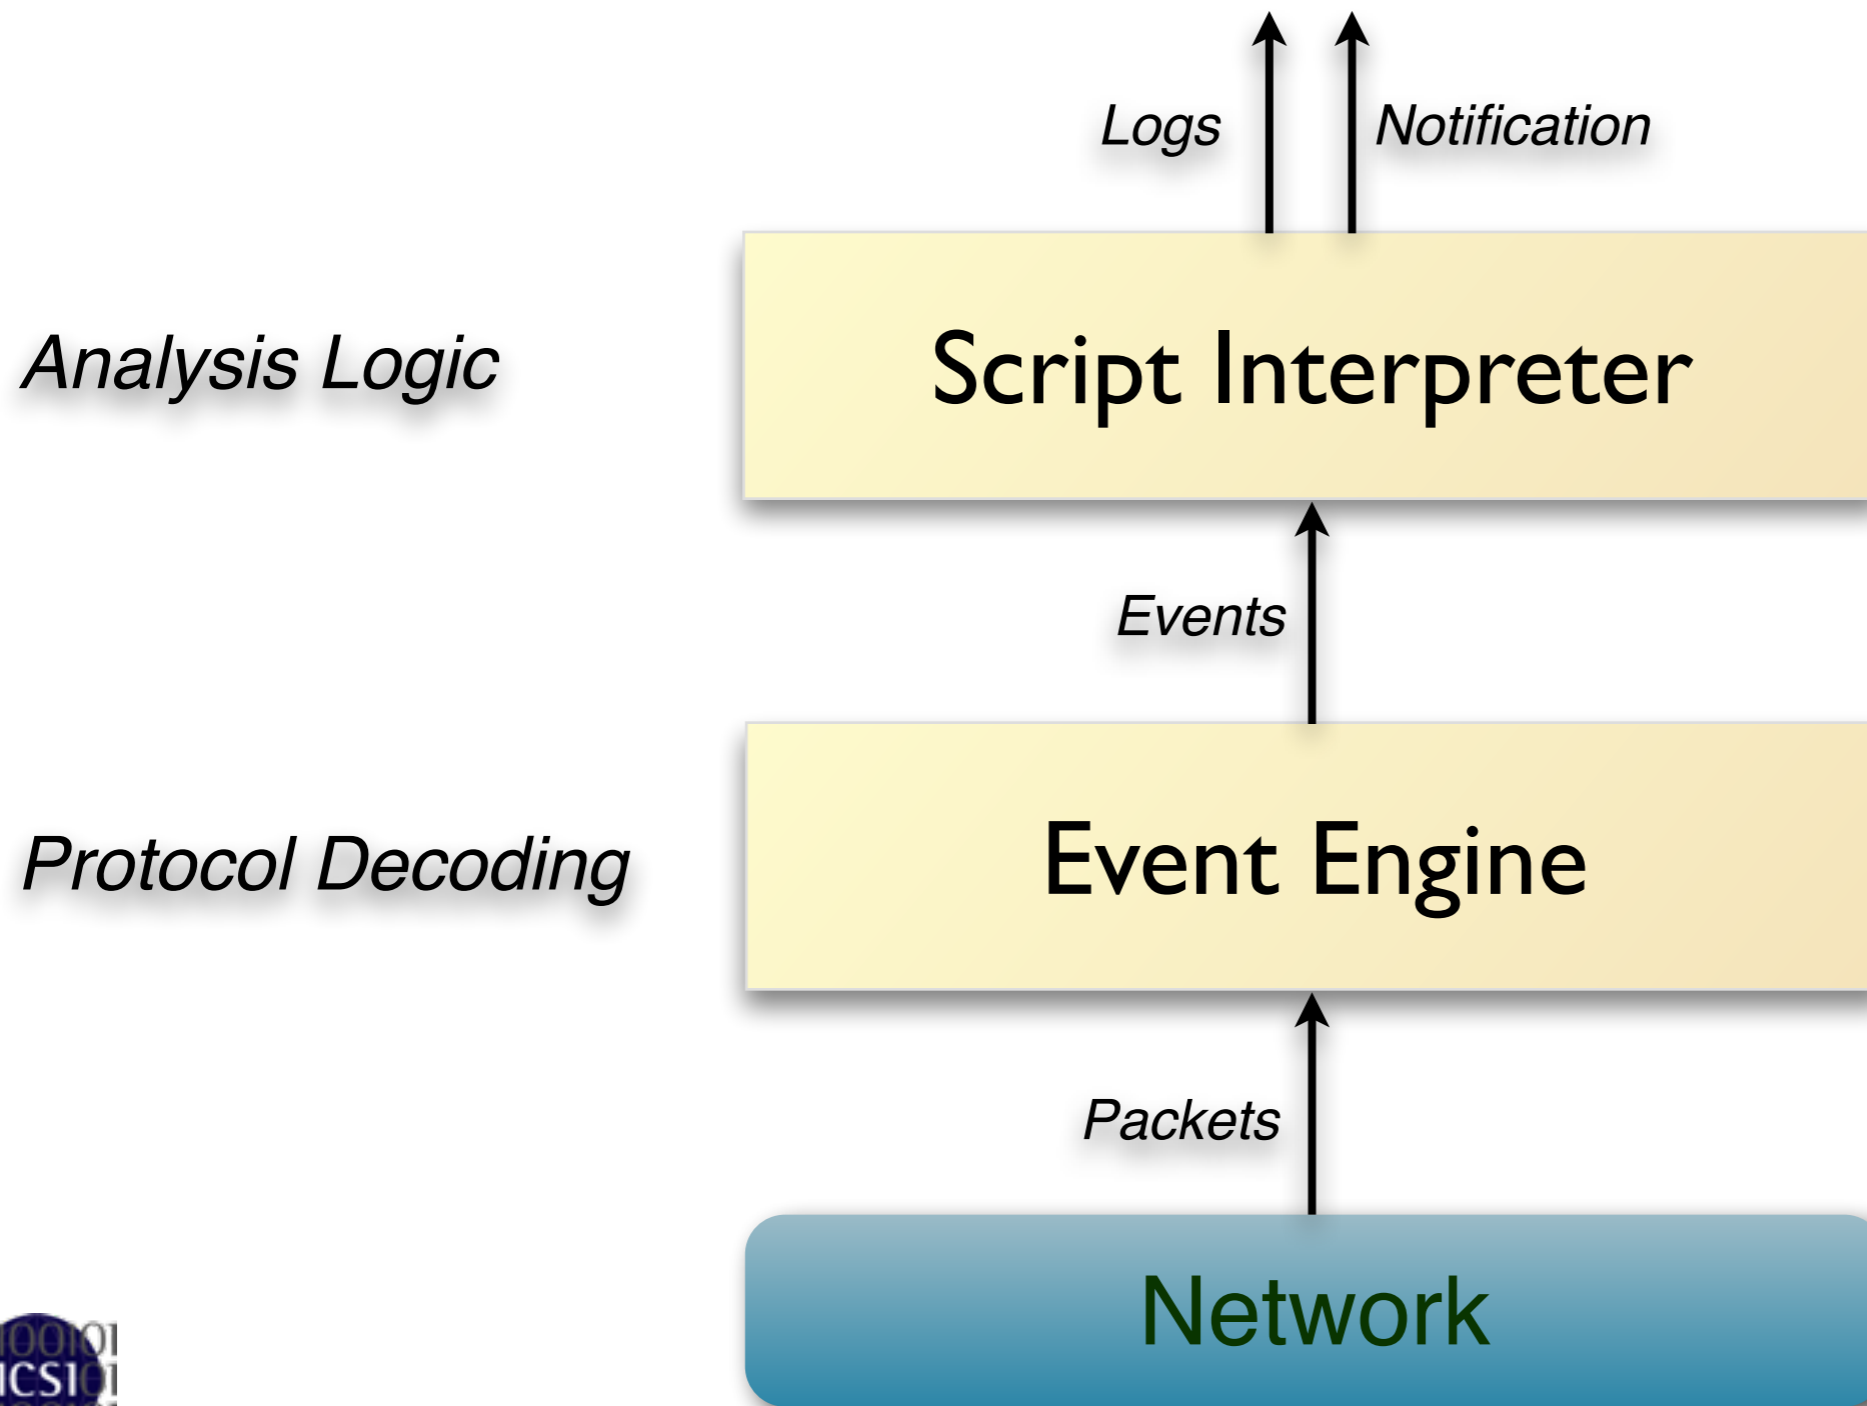 Logs Notification
Analysis Logic Script Interpreter
Events
Protocol Decoding Event Engine
Packets
Network
ICSI